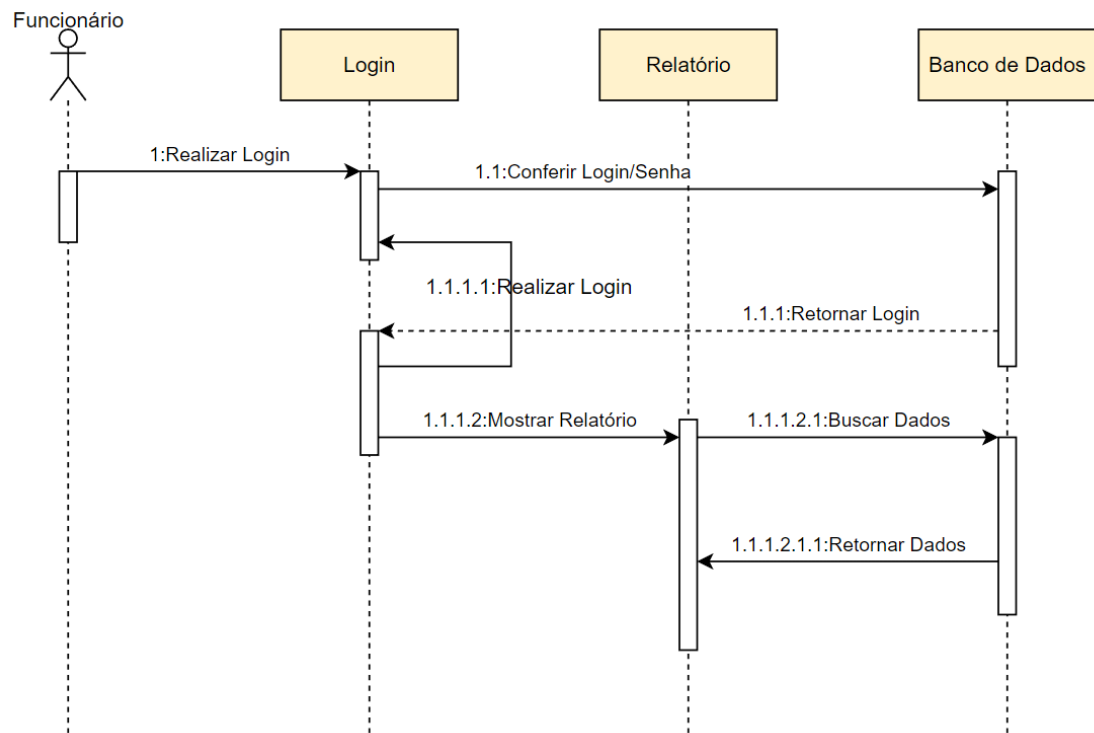 Funcionário
Login
Relatório
Banco de Dados
1:Realizar Login
1.1:Conferir Login/Senha
1.1.1.1:Realizar Login
1.1.1:Retornar Login
1.1.1.2:Mostrar Relatório
1.1.1.2.1:Buscar Dados
1.1.1.2.1.1:Retornar Dados